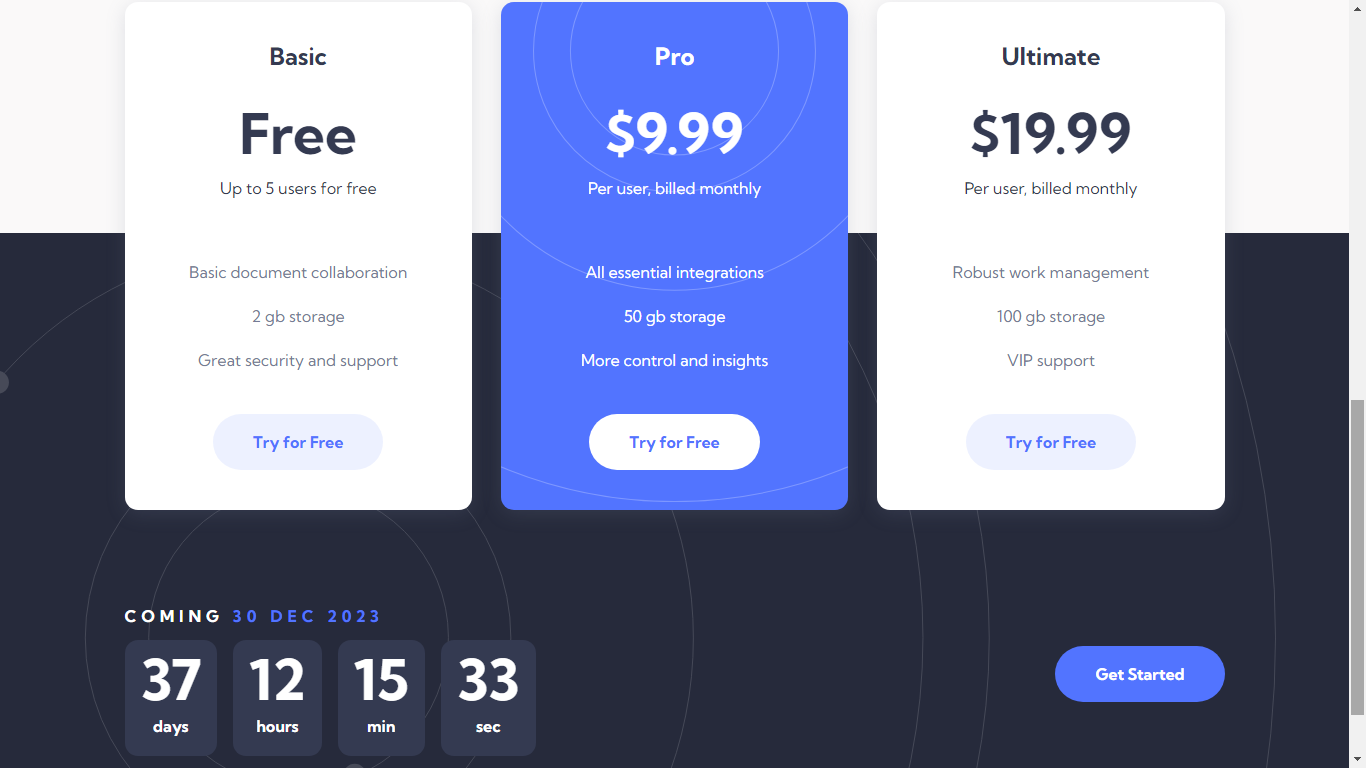 Basic
Free
Up to 5 users for free
Basic document collaboration
2 gb storage
Great security and support
Try for Free
Pro
$9.99
Per user, billed monthly
All essential integrations
50 gb storage
More control and insights
Try for Free
Ultimate
$19.99
Per user, billed monthly
Robust work management
100 gb storage
VIP support
Try for Free
COMING 30 DEC 2023
37 12 15 33
days hours min sec
Get Started